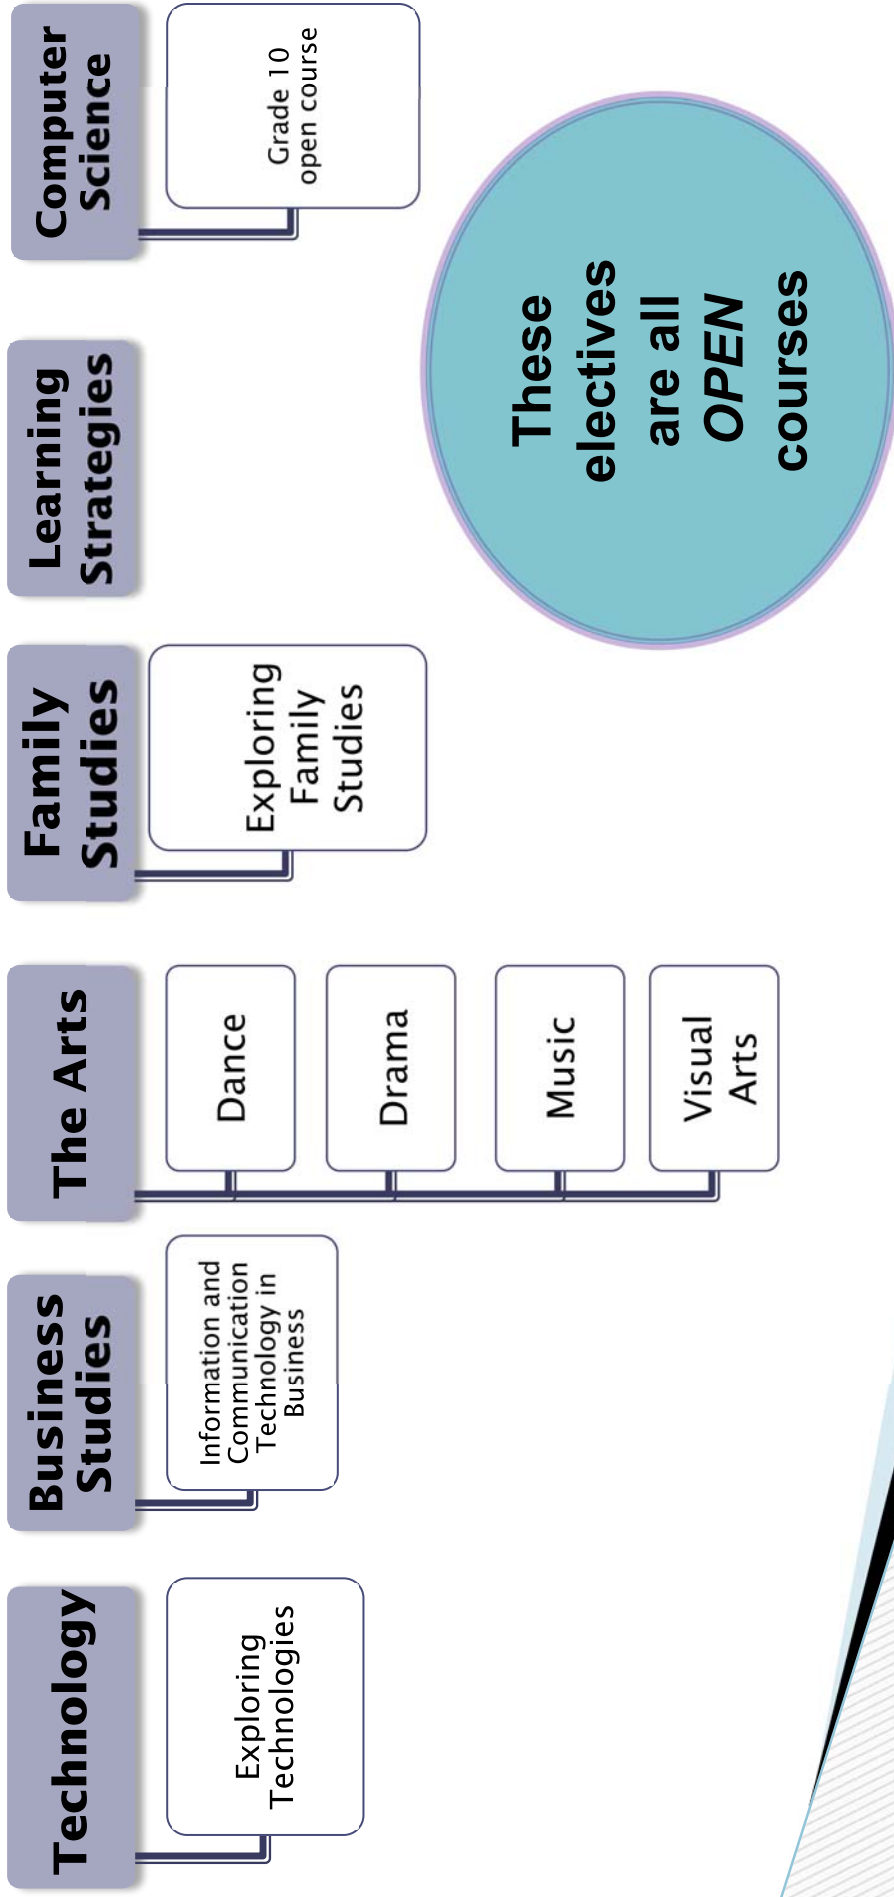 Technology
Exploring
Technologies
Business
Studies
Information and
Communication
Technology in
Business
The Arts
Dance
Drama
Music
Visual
Arts
Family
Studies
Exploring
Family
Studies
Learning
Strategies
Computer
Science
Grade 10
open course
These
electives
are all
OPEN
courses